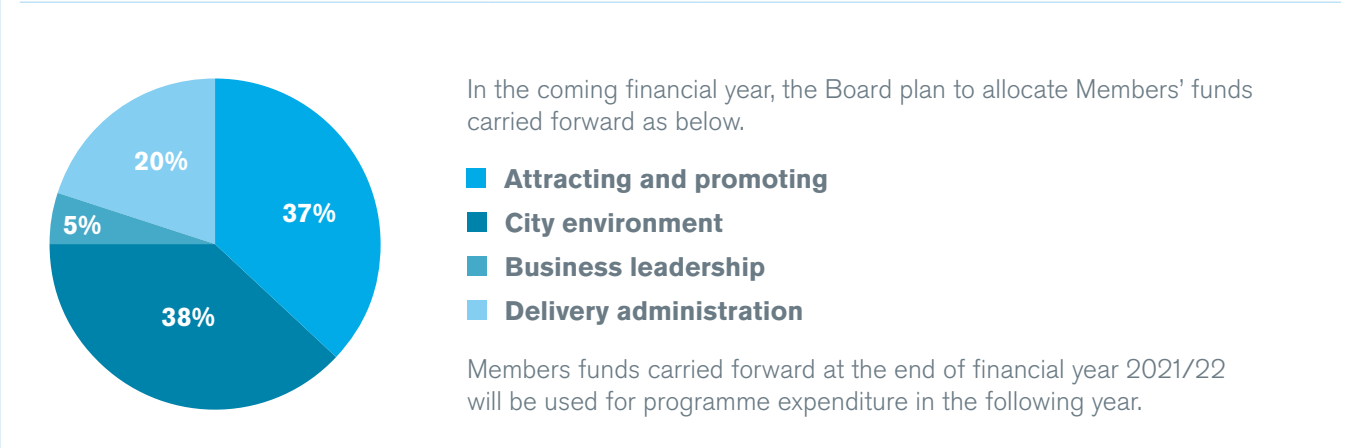 In the coming financial year, the Board plan to allocate Members’ funds
carried forward as below.
20%
37%
5%
38%
Attracting and promoting
City environment
Business leadership
Delivery administration
Members funds carried forward at the end of financial year 2021/22
will be used for programme expenditure in the following year.